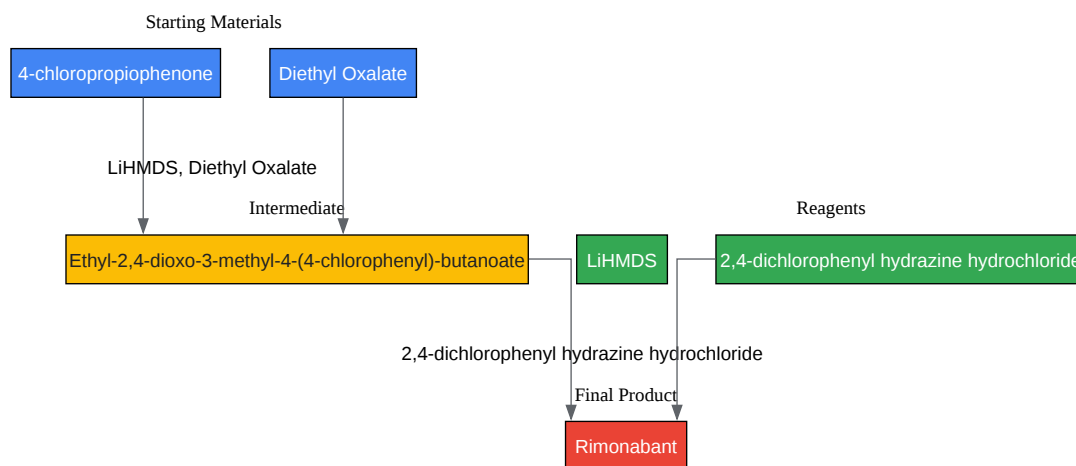 Starting Materials
4-chloropropiophenone
Diethyl Oxalate
LiHMDS, Diethyl Oxalate
Intermediate
Reagents
Ethyl-2,4-dioxo-3-methyl-4-(4-chlorophenyl)-butanoate
LiHMDS
2,4-dichlorophenyl hydrazine hydrochloride
2,4-dichlorophenyl hydrazine hydrochloride
Final Product
Rimonabant